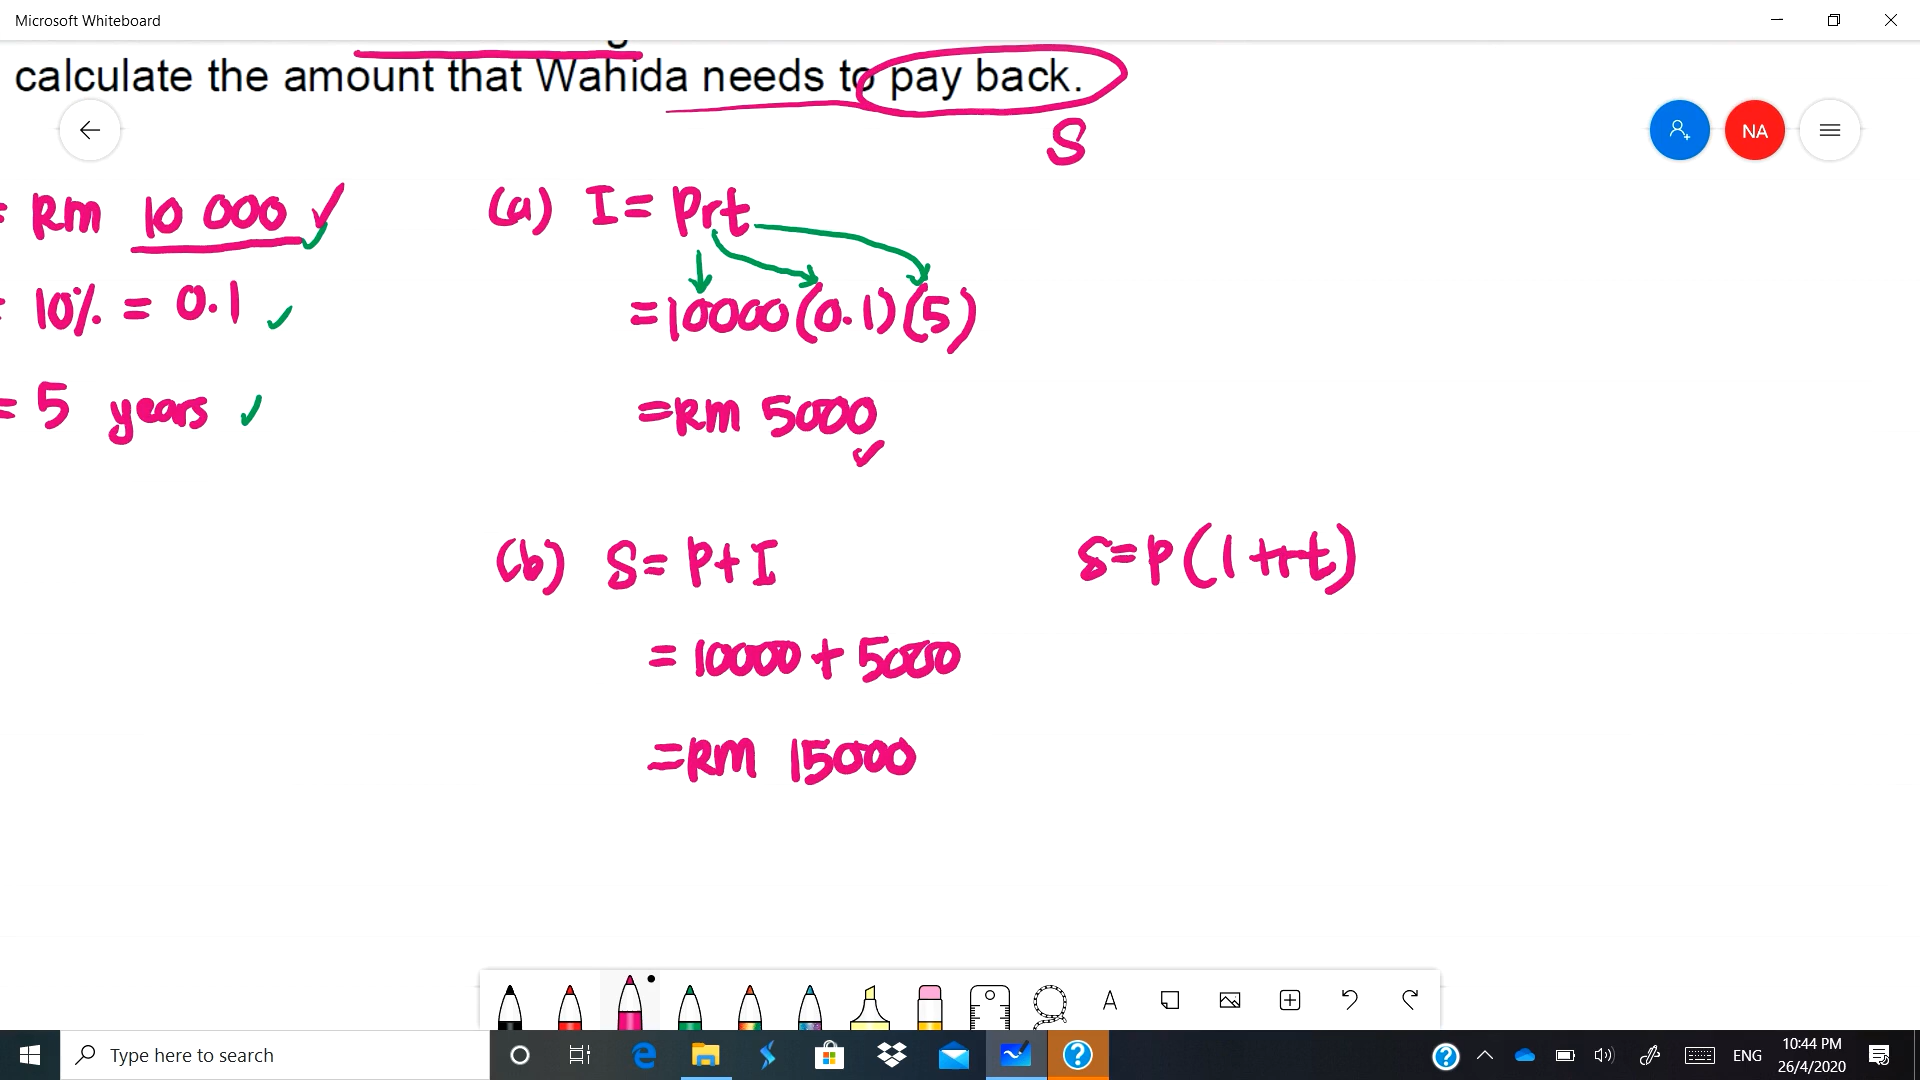 Microsoft Whiteboard
calculate the amount that Wahida needs to pay back.
S
NA
= RM 10 000 ✓
(a) I = Prt
= 10% = 0.1 ✓
= 10000(0.1)(5)
= 5 years ✓
= RM 5000
✓
(b) S = P + I
S = P(1 + rt)
= 10000 + 5000
= RM 15000
A
Type here to search
ENG
10:44 PM
26/4/2020